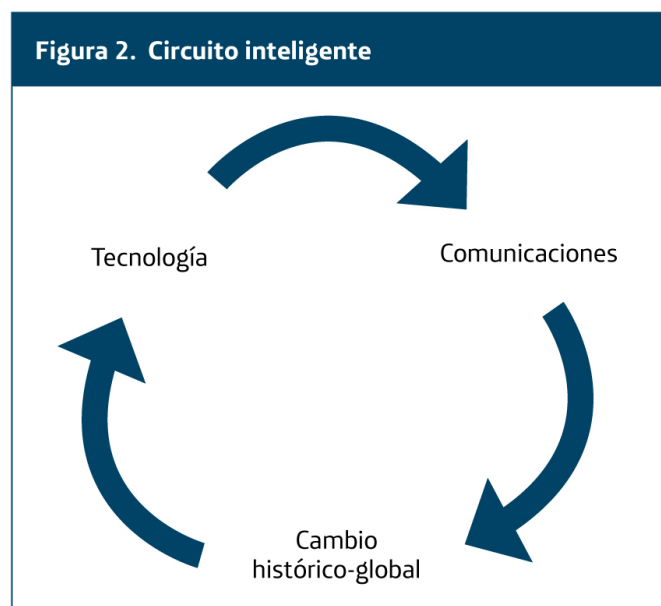 Figura 2. Circuito inteligente
Tecnología
Comunicaciones
Cambio
histórico-global